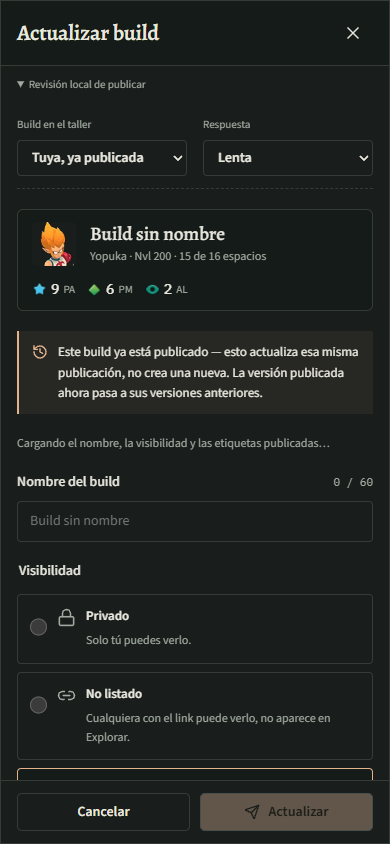 Actualizar build
▼ Revisión local de publicar
Build en el taller
Respuesta
Tuya, ya publicada
Lenta
Build sin nombre
Yopuka · Nvl 200 · 15 de 16 espacios
9 PA
6 PM
2 AL
Este build ya está publicado — esto actualiza esa misma
publicación, no crea una nueva. La versión publicada
ahora pasa a sus versiones anteriores.
Cargando el nombre, la visibilidad y las etiquetas publicadas…
Nombre del build
0 / 60
Build sin nombre
Visibilidad
Privado
Solo tú puedes verlo.
No listado
Cualquiera con el link puede verlo, no aparece en
Explorar.
Cancelar
Actualizar